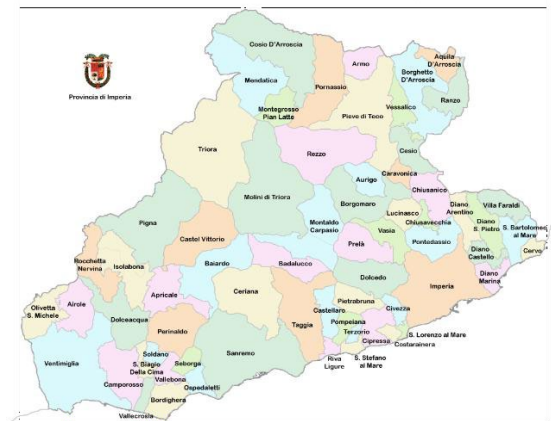 Cosio D'Arroscia
Aquila
D'Arroscia
Armo
Borghetto
D'Arroscia
Mendatica
Pornassio
Ranzo
Provincia di Imperia
Montegrosso
Pian Latte
Vessalico
Pieve di Teco
Triora
Rezzo
Cesio
Aurigo
Caravonica
Chiusanico
Molini di Triora
Borgomaro
Diano
Arentino
Villa Faraldi
Pigna
Lucinasco
Chiusavecchia
Diano
S. Pietro
Montaldo
Carpasio
Vasia
S. Bartolomeo
al Mare
Castel Vittorio
Prelà
Pontedassio
Cervo
Diano
Castello
Rocchetta
Nervina
Isolabona
Baiardo
Badalucco
Dolcedo
Diano
Marina
Ceriana
Imperia
Apricale
Pietrabruna
Olivetta
S. Michele
Airole
Castellaro
Civezza
Dolceacqua
Pompeiana
Taggia
Perinaldo
Terzorio
S. Lorenzo al Mare
Cipressa
Costarainera
Soldano
Sanremo
Ventimiglia
S. Biagio
Della Cima
Seborga
Riva
Ligure
S. Stefano
al Mare
Vallebona
Camporosso
Ospedaletti
Bordighera
Vallecrosia